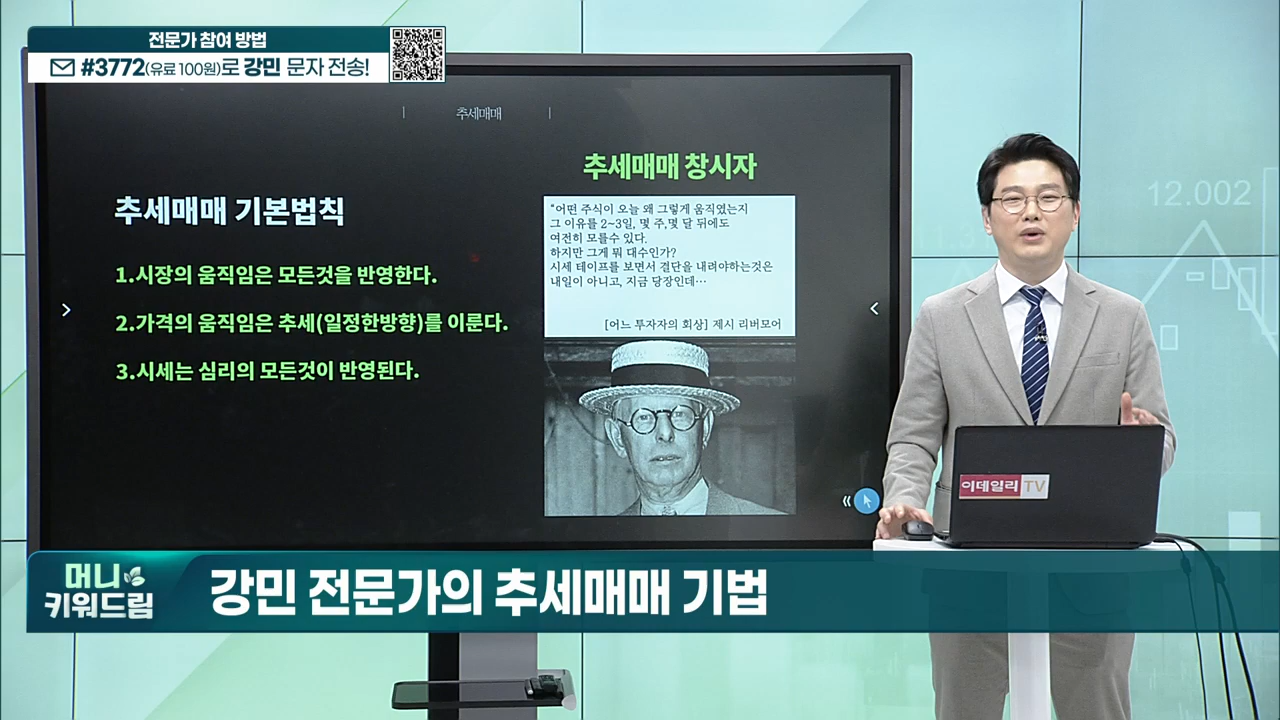 전문가 참여 방법
#3772(유료 100원)로 강민 문자 전송!
추세매매
추세매매 기본법칙
1.시장의 움직임은 모든것을 반영한다.
2.가격의 움직임은 추세(일정한방향)를 이룬다.
3.시세는 심리의 모든것이 반영된다.
추세매매 창시자
"어떤 주식이 오늘 왜 그렇게 움직였는지
그 이유를 2~3일, 몇 주,몇 달 뒤에도
여전히 모를수 있다.
하지만 그게 뭐 대수인가?
시세 테이프를 보면서 결단을 내려야하는것은
내일이 아니고, 지금 당장인데…
[어느 투자자의 회상] 제시 리버모어
12.002
이데일리 TV
머니
키워드림
강민 전문가의 추세매매 기법